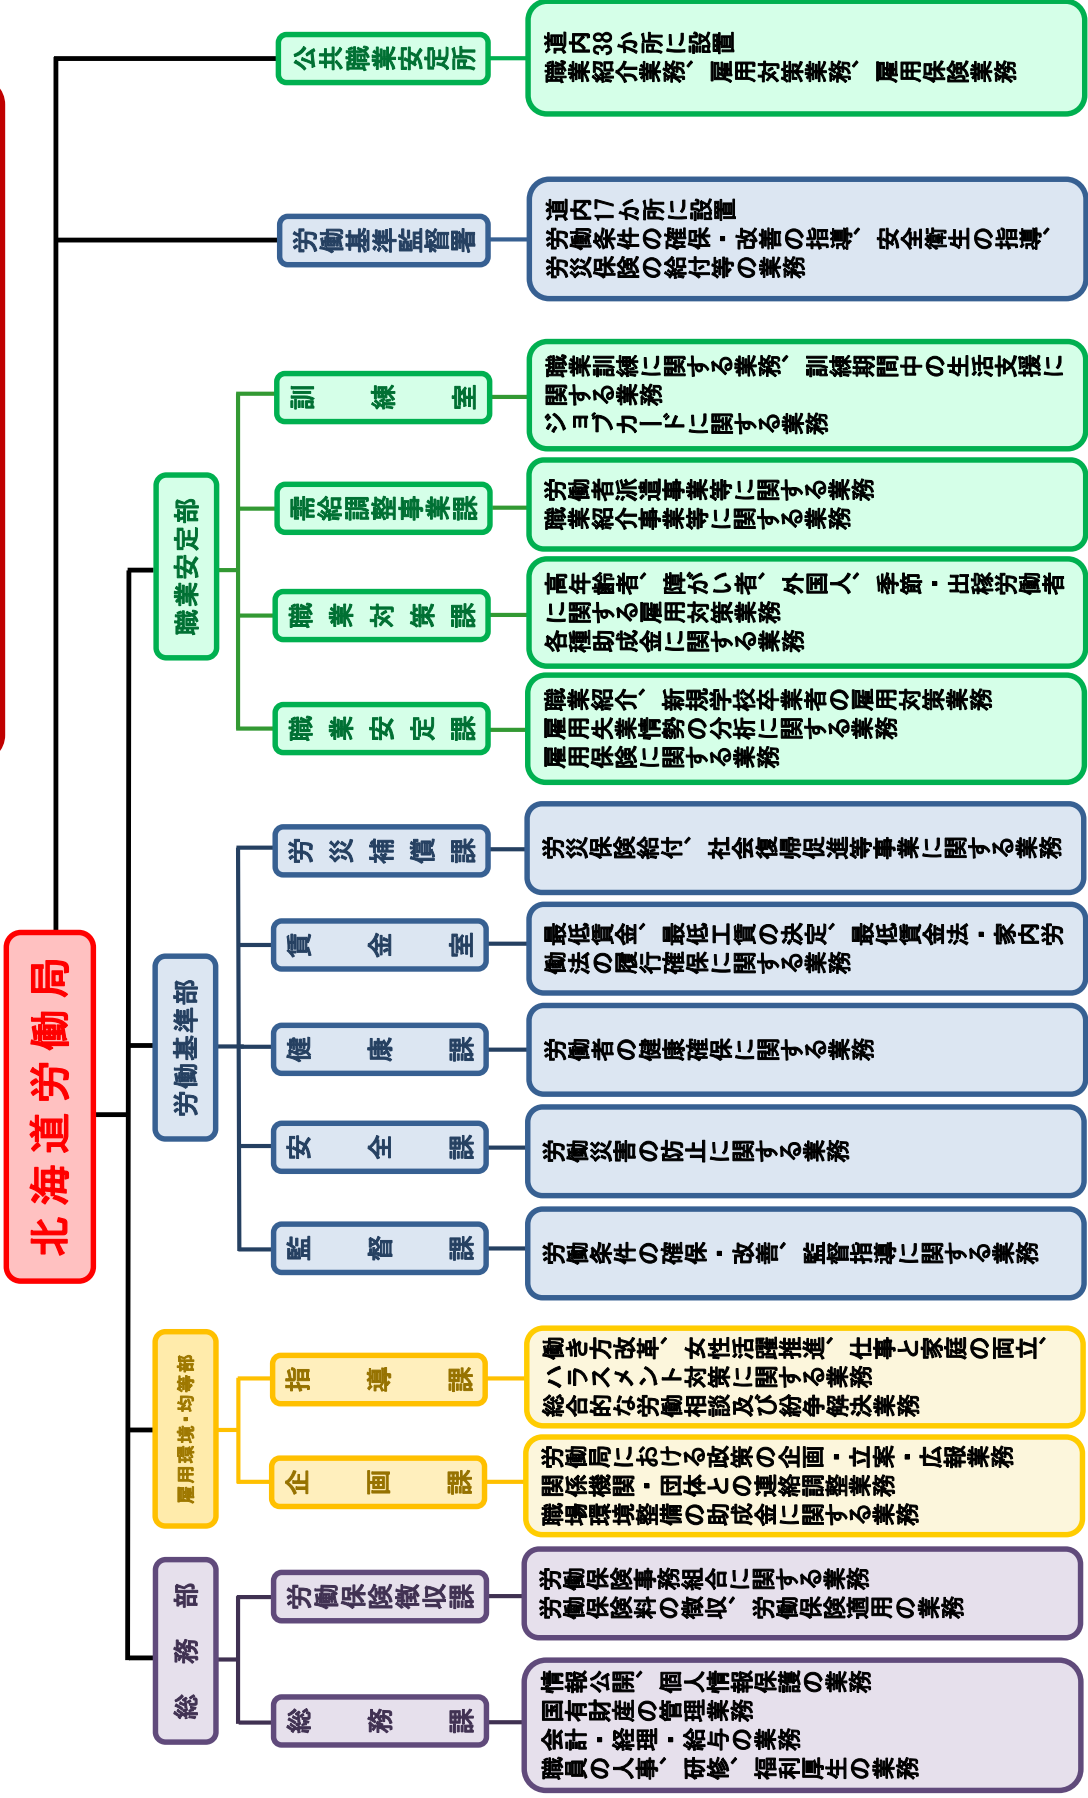 北海道労働局
総務部
総務課
情報公開、個人情報保護の業務
国有財産の管理業務
会計・経理・給与の業務
職員の人事、研修、福利厚生の業務
労働保険徴収課
労働保険事務組合に関する業務
労働保険料の徴収、労働保険適用の業務
雇用環境・均等部
企画課
労働局における政策の企画・立案・広報業務
関係機関・団体との連絡調整業務
職場環境整備の助成金に関する業務
指導課
働き方改革、女性活躍推進、仕事と家庭の両立、
ハラスメント対策に関する業務
総合的な労働相談及び紛争解決業務
労働基準部
監督課
労働条件の確保・改善、監督指導に関する業務
安全課
労働災害の防止に関する業務
健康課
労働者の健康確保に関する業務
賃金室
最低賃金、最低工賃の決定、最低賃金法・家内労
働法の履行確保に関する業務
労災補償課
労災保険給付、社会復帰促進等事業に関する業務
職業安定部
職業安定課
職業紹介、新規学校卒業者の雇用対策業務
雇用失業情勢の分析に関する業務
雇用保険に関する業務
職業対策課
高年齢者、障がい者、外国人、季節・出稼労働者
に関する雇用対策業務
各種助成金に関する業務
需給調整事業課
労働者派遣事業等に関する業務
職業紹介事業等に関する業務
訓練室
職業訓練に関する業務、訓練期間中の生活支援に
関する業務
ジョブカードに関する業務
労働基準監督署
道内17か所に設置
労働条件の確保・改善の指導、安全衛生の指導、
労災保険の給付等の業務
公共職業安定所
道内38か所に設置
職業紹介業務、雇用対策業務、雇用保険業務